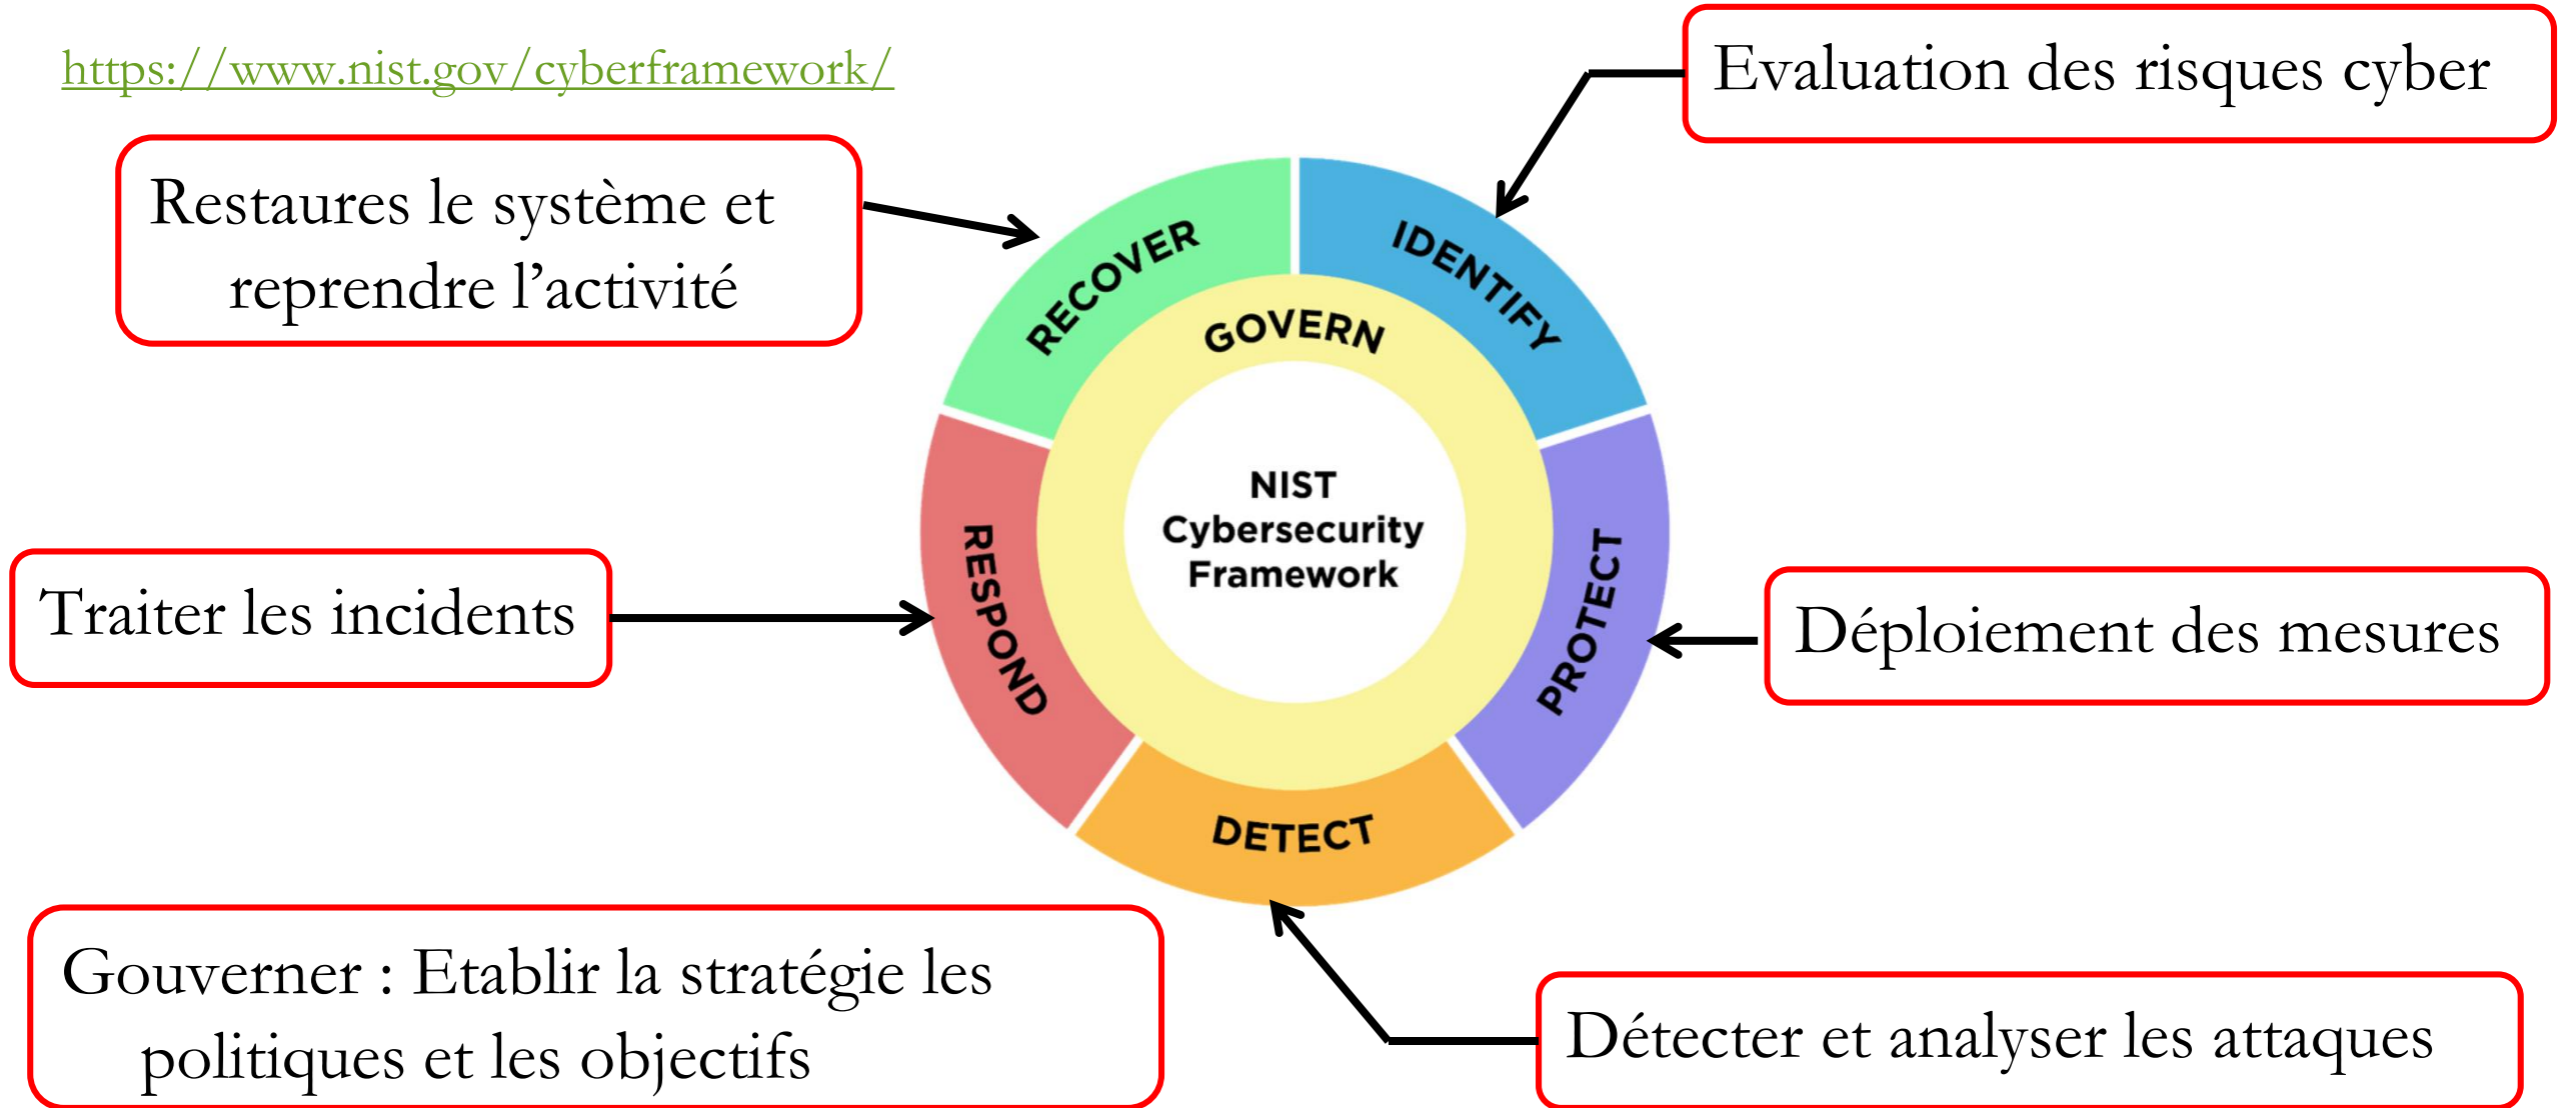 https://www.nist.gov/cyberframework/
Evaluation des risques cyber
Restaures le système et
reprendre l’activité
RECOVER
IDENTIFY
GOVERN
NIST
Cybersecurity
Framework
RESPOND
PROTECT
Traiter les incidents
Déploiement des mesures
DETECT
Gouverner : Etablir la stratégie les
politiques et les objectifs
Détecter et analyser les attaques